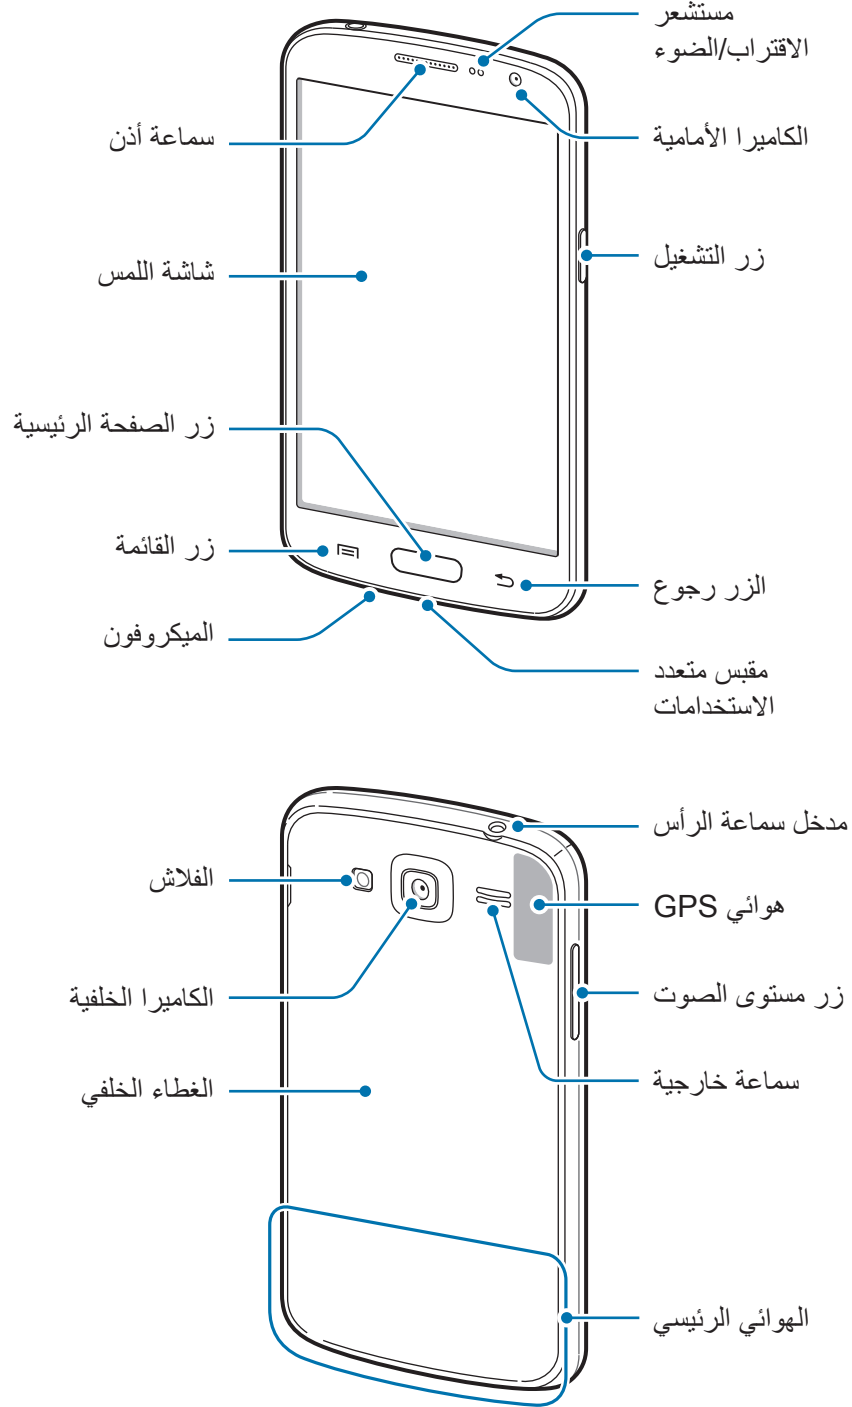 مستشعر
الاقتراب/الضوء
الكاميرا الأمامية
سماعة أذن
زر التشغيل
شاشة اللمس
زر الصفحة الرئيسية
زر القائمة
الزر رجوع
الميكروفون
مقبس متعدد
الاستخدامات
مدخل سماعة الرأس
الفلاش
هوائي GPS
زر مستوى الصوت
الكاميرا الخلفية
سماعة خارجية
الغطاء الخلفي
الهوائي الرئيسي